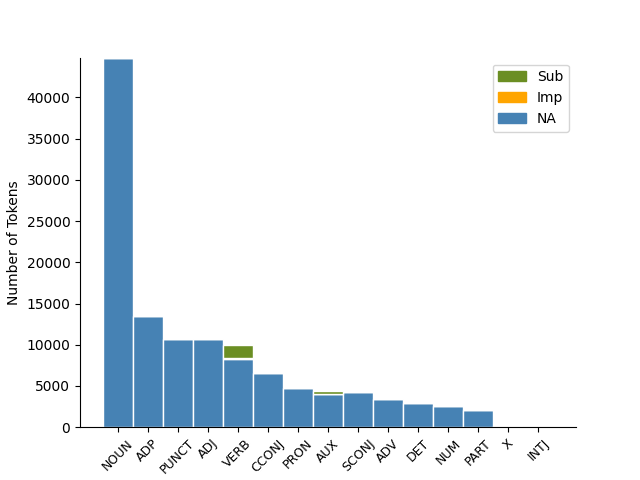 Sub
Imp
NA
Number of Tokens
40000
35000
30000
25000
20000
15000
10000
5000
0
NOUN
ADP
PUNCT
ADJ
VERB
CCONJ
PRON
AUX
SCONJ
ADV
DET
NUM
PART
X
INTJ